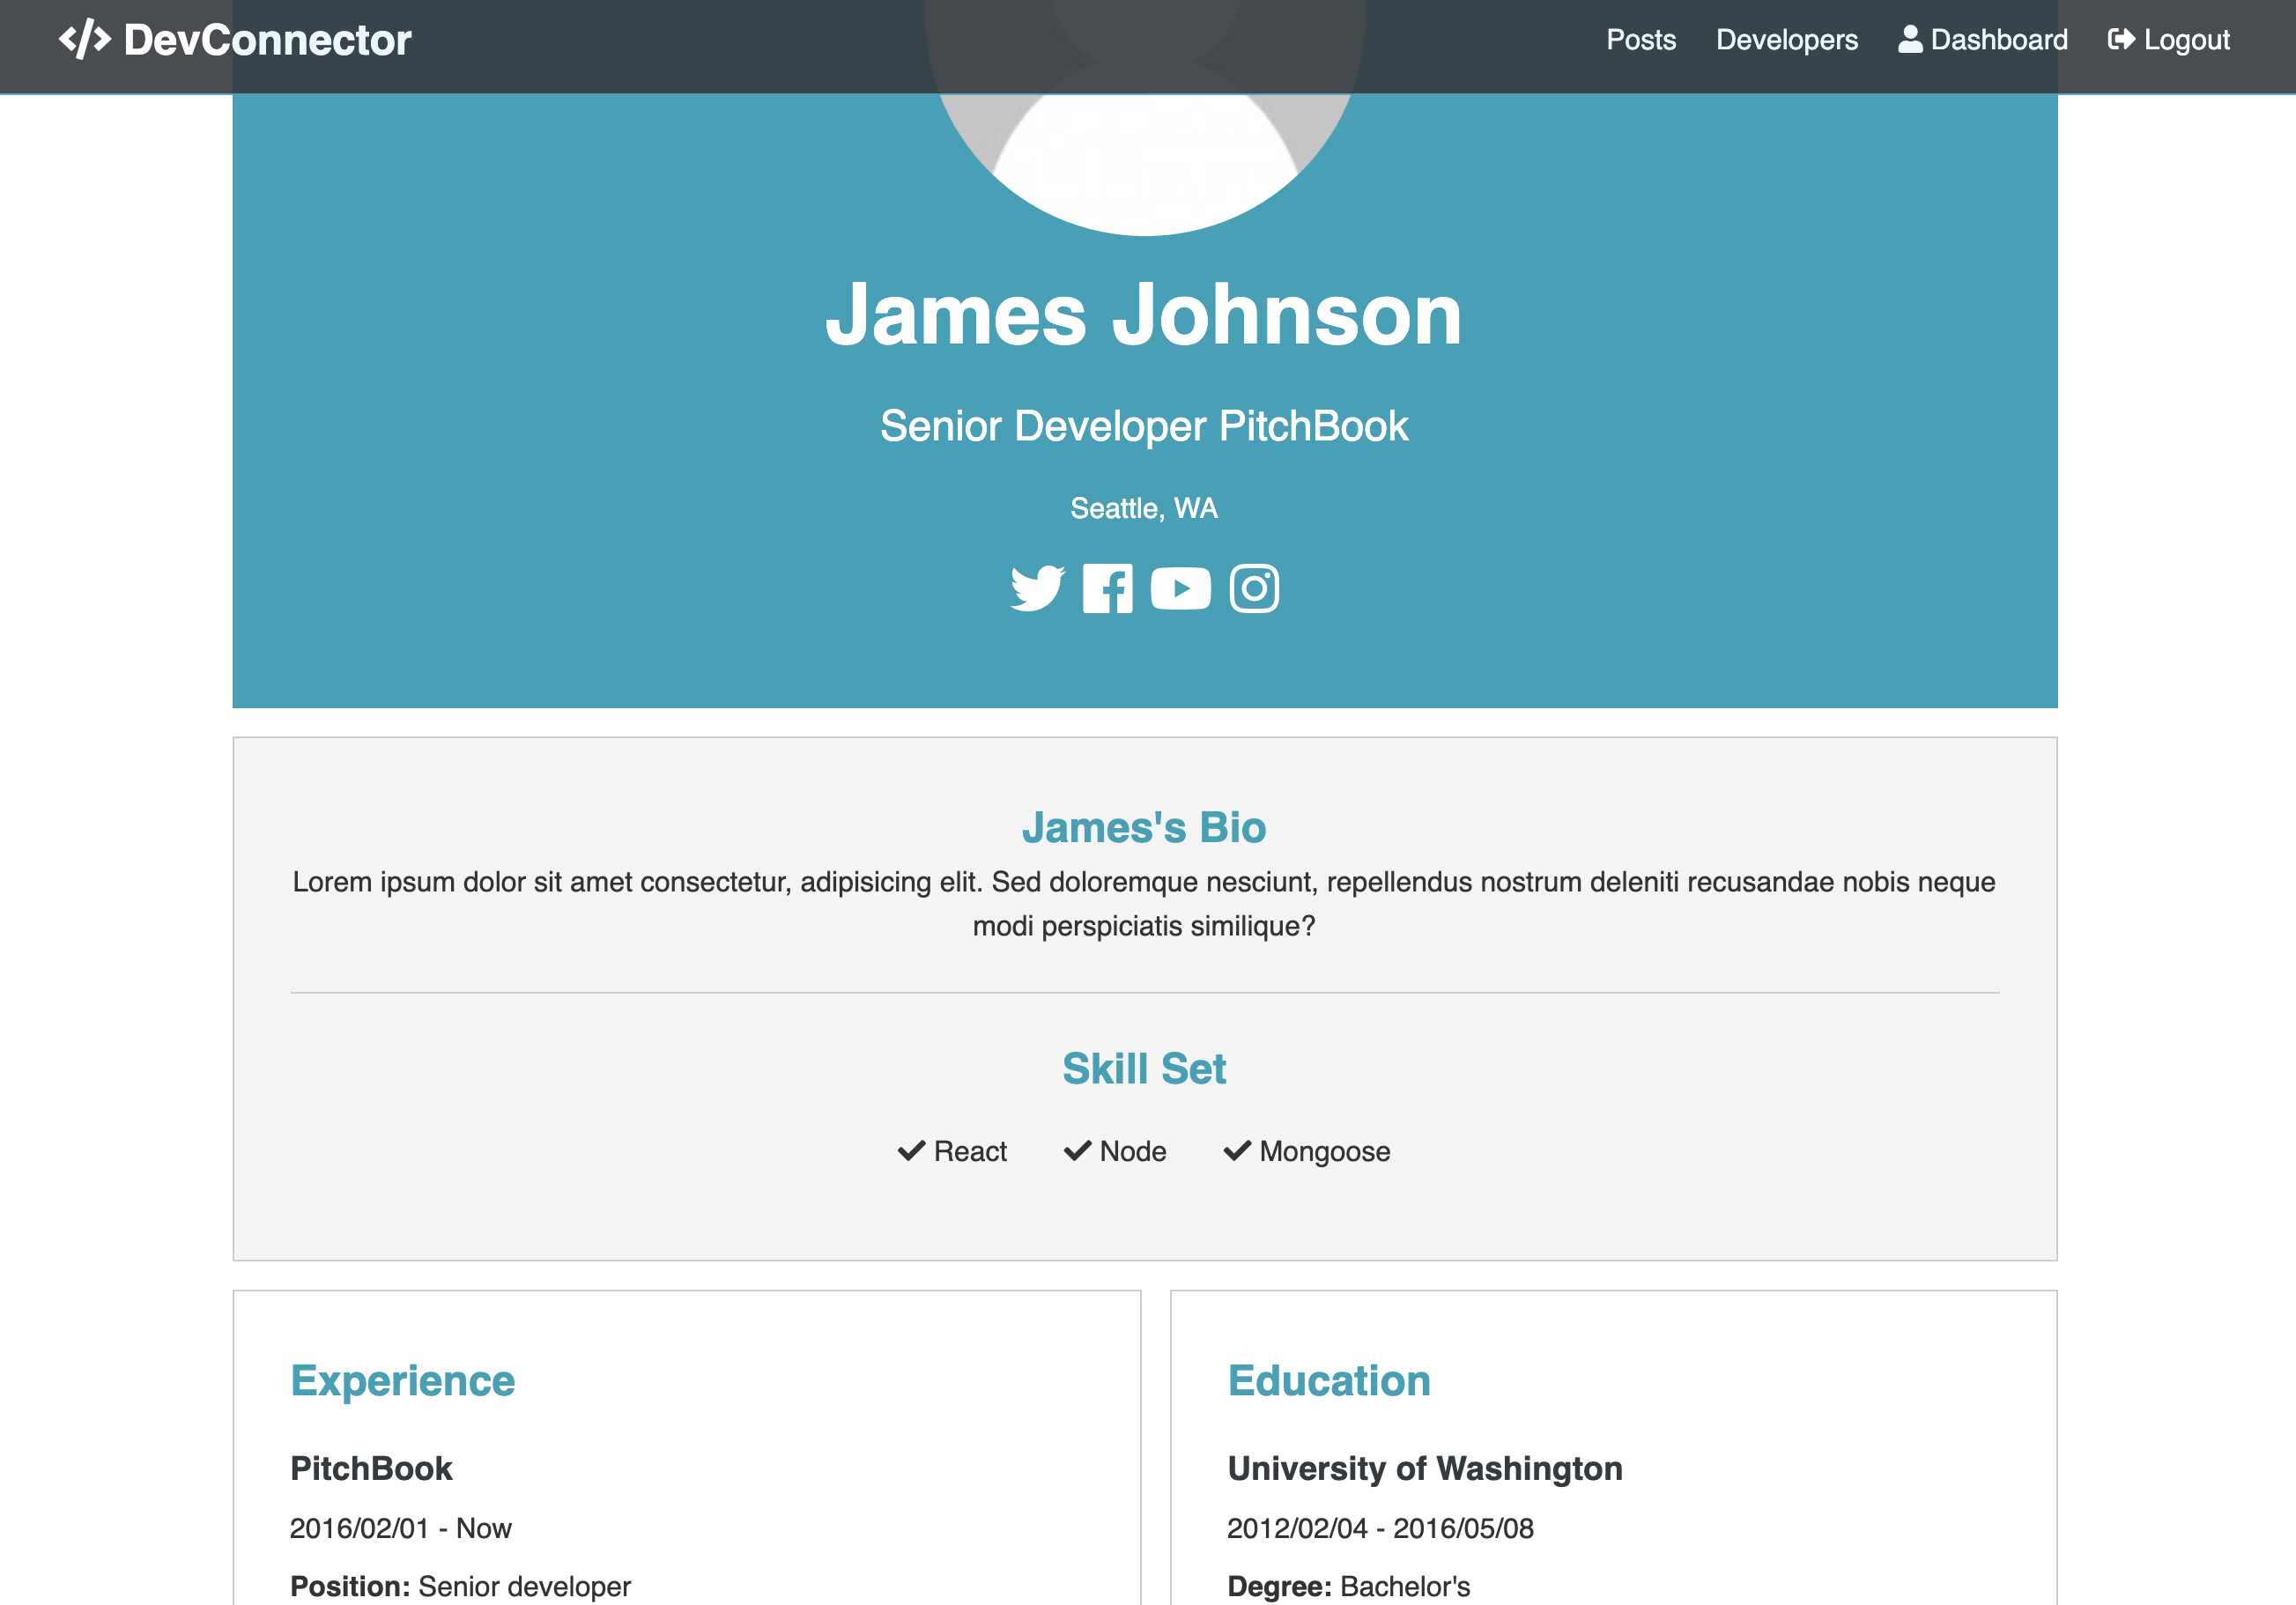 DevConnector
Posts Developers Dashboard Logout
James Johnson
Senior Developer PitchBook
Seattle, WA
James's Bio
Lorem ipsum dolor sit amet consectetur, adipisicing elit. Sed doloremque nesciunt, repellendus nostrum deleniti recusandae nobis neque
modi perspiciatis similique?
Skill Set
React Node Mongoose
Experience
PitchBook
2016/02/01 - Now
Position: Senior developer
Education
University of Washington
2012/02/04 - 2016/05/08
Degree: Bachelor's